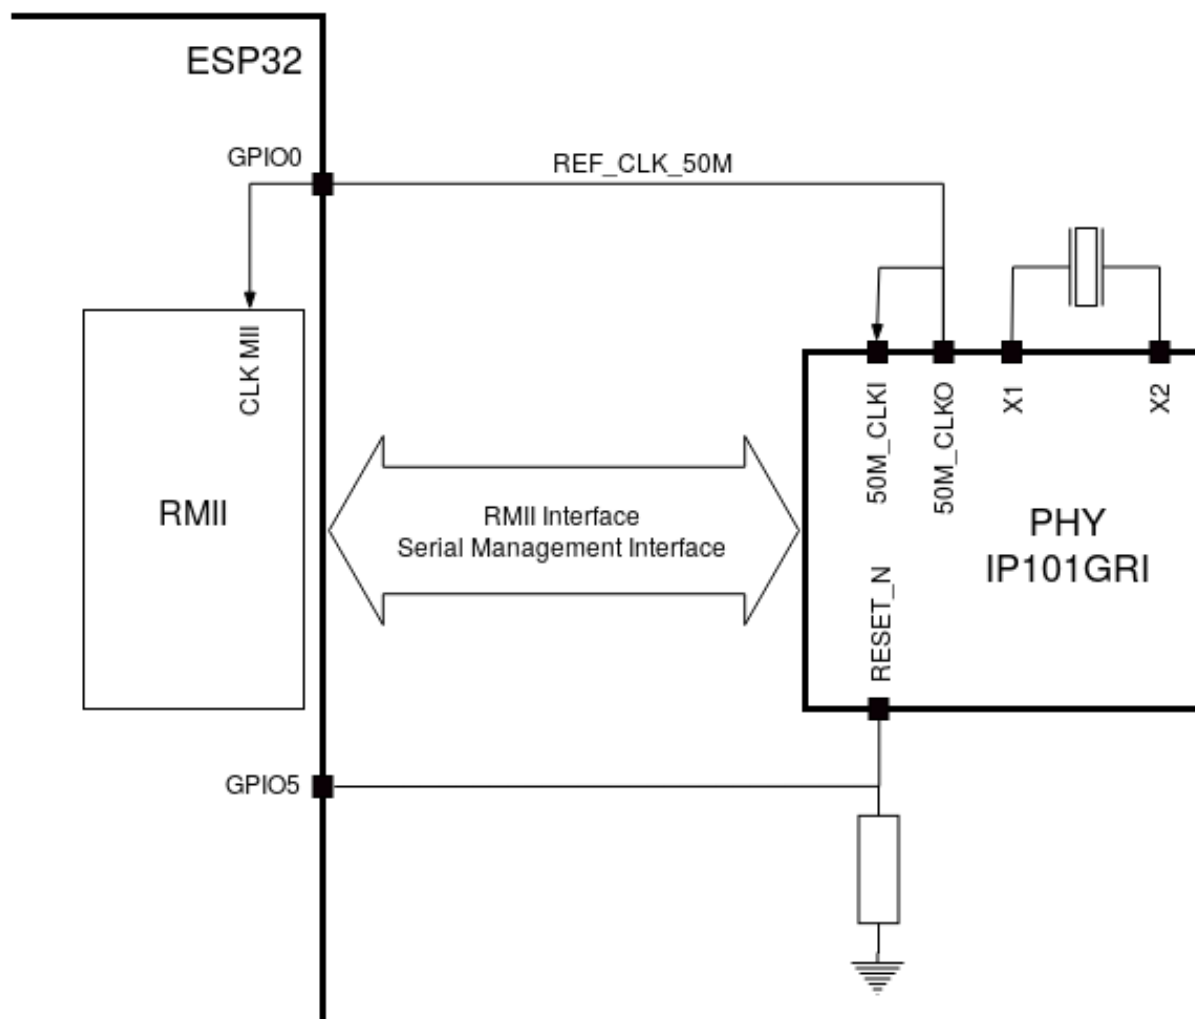 ESP32
GPIO0
REF_CLK_50M
CLK MII
RMII
RMII Interface
Serial Management Interface
50M_CLKI
50M_CLKO
X1
X2
PHY
IP101GRI
RESET_N
GPIO5